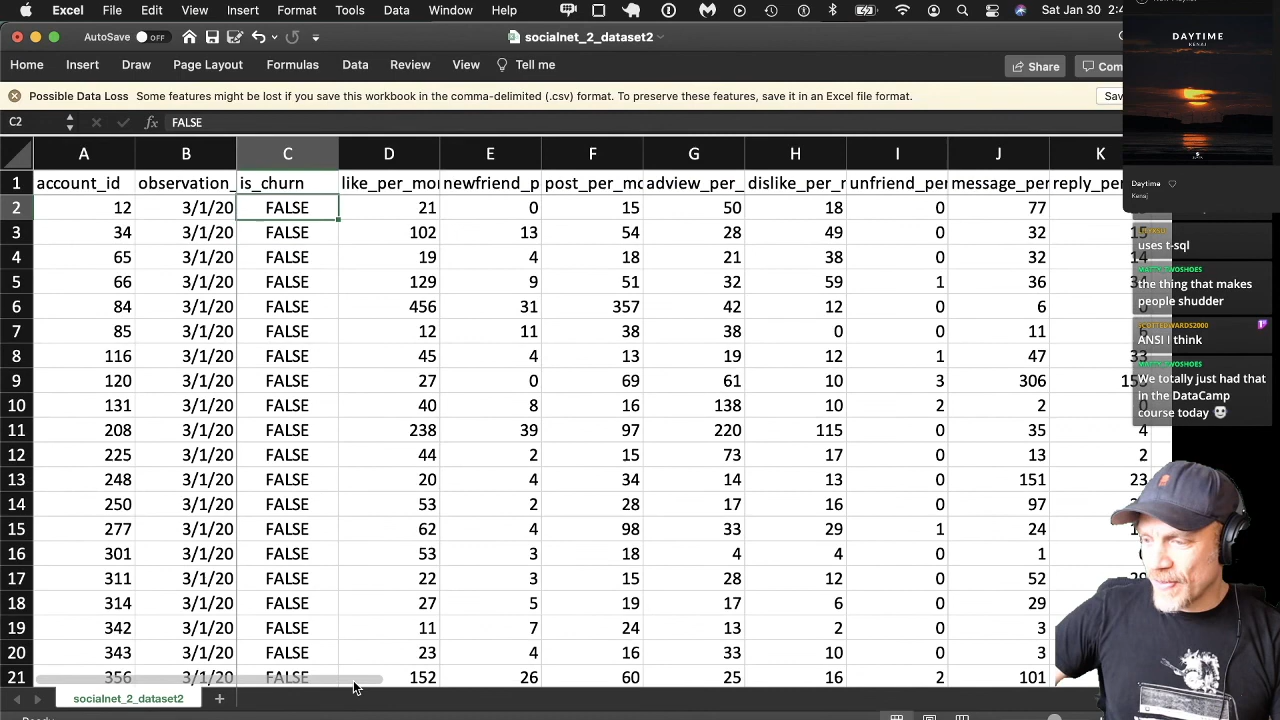 Excel File Edit View Insert Format Tools Data Window Help Sat Jan 30
AutoSave OFF socialnet_2_dataset2
Home Insert Draw Page Layout Formulas Data Review View Tell me Share
Possible Data Loss Some features might be lost if you save this workbook in the comma-delimited (.csv) format. To preserve these features, save it in an Excel file format.
C2 fx FALSE
A B C D E F G H I J K
1 account_id observation_ is_churn like_per_mo newfriend_p post_per_mo adview_per_ dislike_per_r unfriend_per message_per reply_pe
2 12 3/1/20 FALSE 21 0 15 50 18 0 77
3 34 3/1/20 FALSE 102 13 54 28 49 0 32
4 65 3/1/20 FALSE 19 4 18 21 38 0 32 14
5 66 3/1/20 FALSE 129 9 51 32 59 1 36
6 84 3/1/20 FALSE 456 31 357 42 12 0 6
7 85 3/1/20 FALSE 12 11 38 38 0 0 11
8 116 3/1/20 FALSE 45 4 13 19 12 1 47 33
9 120 3/1/20 FALSE 27 0 69 61 10 3 306
10 131 3/1/20 FALSE 40 8 16 138 10 2 2 0
11 208 3/1/20 FALSE 238 39 97 220 115 0 35 4
12 225 3/1/20 FALSE 44 2 15 73 17 0 13 2
13 248 3/1/20 FALSE 20 4 34 14 13 0 151 23
14 250 3/1/20 FALSE 53 2 28 17 16 0 97
15 277 3/1/20 FALSE 62 4 98 33 29 1 24
16 301 3/1/20 FALSE 53 3 18 4 4 0 1
17 311 3/1/20 FALSE 22 3 15 28 12 0 52
18 314 3/1/20 FALSE 27 5 19 17 6 0 29
19 342 3/1/20 FALSE 11 7 24 13 2 0 3
20 343 3/1/20 FALSE 23 4 16 33 10 0 3
21 356 3/1/20 FALSE 152 26 60 25 16 2 101
socialnet_2_dataset2
DAYTIME
KENAJ
Daytime
Kenaj
uses t-sql
MATTY_TWOSHOES
the thing that makes
people shudder
SCOTTEDWARDS2000
ANSI I think
MATTY_TWOSHOES
We totally just had that
in the DataCamp
course today